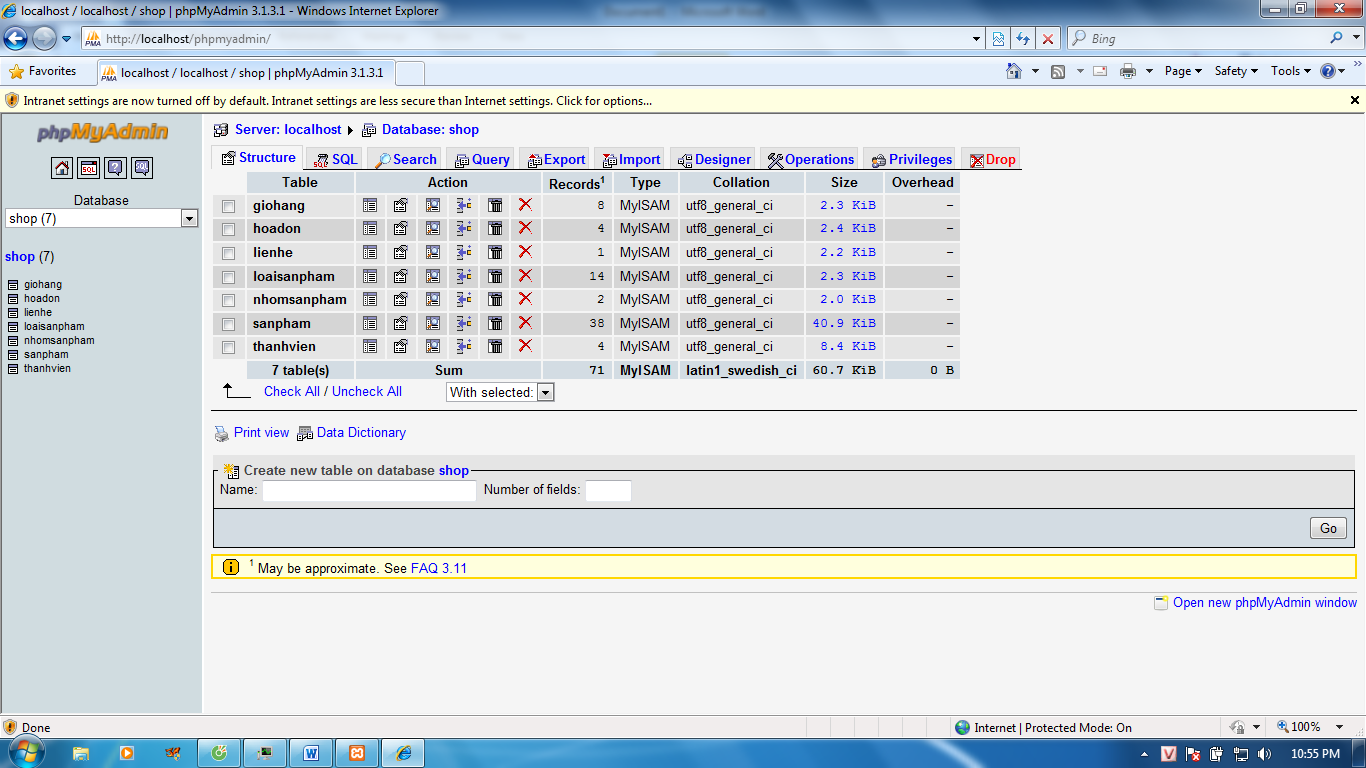 localhost / localhost / shop | phpMyAdmin 3.1.3.1 - Windows Internet Explorer
http://localhost/phpmyadmin/
Bing
Favorites
localhost / localhost / shop | phpMyAdmin 3.1.3.1
Page
Safety
Tools
Intranet settings are now turned off by default. Intranet settings are less secure than Internet settings. Click for options...
phpMyAdmin
Database
shop (7)
shop (7)
giohang
hoadon
lienhe
loaisanpham
nhomsanpham
sanpham
thanhvien
Server: localhost Database: shop
Structure SQL Search Query Export Import Designer Operations Privileges Drop
Table Action Records1 Type Collation Size Overhead
giohang 8 MyISAM utf8_general_ci 2.3 KiB -
hoadon 4 MyISAM utf8_general_ci 2.4 KiB -
lienhe 1 MyISAM utf8_general_ci 2.2 KiB -
loaisanpham 14 MyISAM utf8_general_ci 2.3 KiB -
nhomsanpham 2 MyISAM utf8_general_ci 2.0 KiB -
sanpham 38 MyISAM utf8_general_ci 40.9 KiB -
thanhvien 4 MyISAM utf8_general_ci 8.4 KiB -
7 table(s) Sum 71 MyISAM latin1_swedish_ci 60.7 KiB 0 B
Check All / Uncheck All With selected:
Print view Data Dictionary
Create new table on database shop
Name: Number of fields:
Go
1 May be approximate. See FAQ 3.11
Open new phpMyAdmin window
Done
Internet | Protected Mode: On
100%
10:55 PM